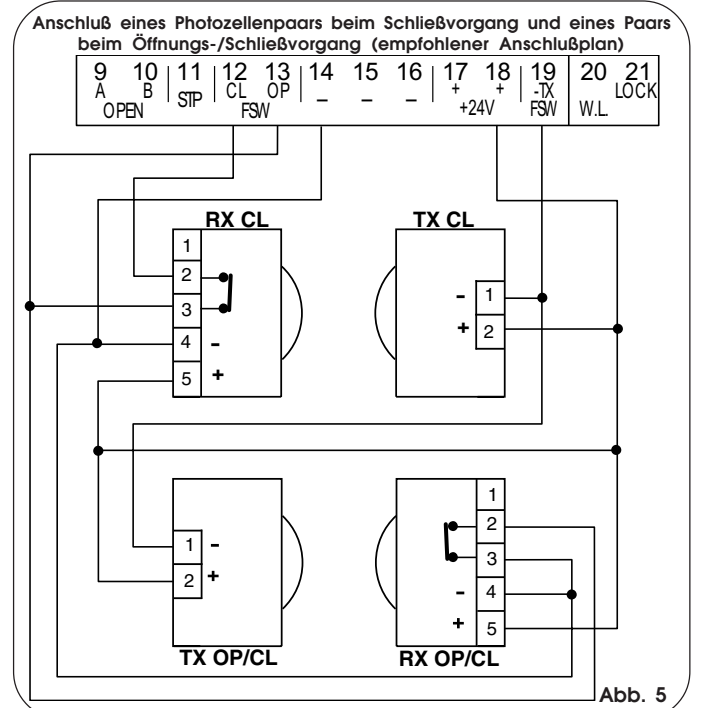 Anschluß eines Photozellenpaars beim Schließvorgang und eines Paars
beim Öffnungs-/Schließvorgang (empfohlener Anschlußplan)
9 10 11 12 13 14 15 16 17 18 19 20 21
A B STP CL OP - - - + + -TX LOCK
OPEN FSW +24V FSW W.L.
RX CL
1
2
3
4 -
5 +
TX CL
- 1
+ 2
1 -
2 +
TX OP/CL
1
2
3
- 4
+ 5
RX OP/CL
Abb. 5